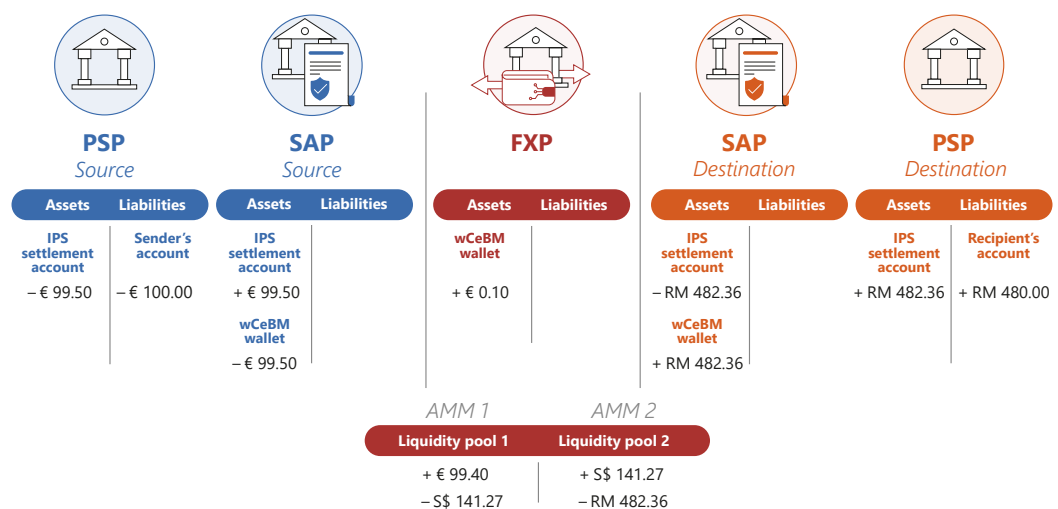 PSP
Source
Assets Liabilities
IPS
settlement
account
– € 99.50
Sender's
account
– € 100.00
SAP
Source
Assets Liabilities
IPS
settlement
account
+ € 99.50
wCeBM
wallet
– € 99.50
FXP
Assets Liabilities
wCeBM
wallet
+ € 0.10
SAP
Destination
Assets Liabilities
IPS
settlement
account
– RM 482.36
wCeBM
wallet
+ RM 482.36
PSP
Destination
Assets Liabilities
IPS
settlement
account
+ RM 482.36
Recipient's
account
+ RM 480.00
AMM 1 AMM 2
Liquidity pool 1 Liquidity pool 2
+ € 99.40 + S$ 141.27
– S$ 141.27 – RM 482.36